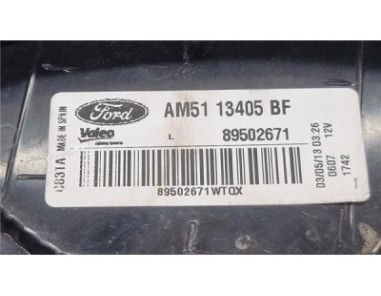 Ford
AM51 13405 BF
Valeo
L
89502671
C831A MADE IN SPAIN
89502671WTQX
03/05/13 03:26
0607 12V
1742